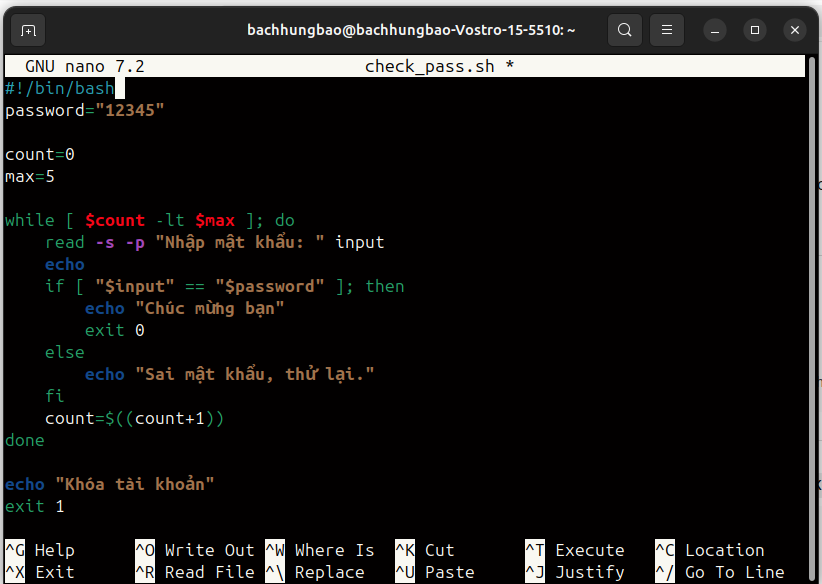 bachhungbao@bachhungbao-Vostro-15-5510: ~
GNU nano 7.2 check_pass.sh *
#!/bin/bash
password="12345"
count=0
max=5
while [ $count -lt $max ]; do
    read -s -p "Nhập mật khẩu: " input
    echo
    if [ "$input" == "$password" ]; then
        echo "Chúc mừng bạn"
        exit 0
    else
        echo "Sai mật khẩu, thử lại."
    fi
    count=$((count+1))
done
echo "Khóa tài khoản"
exit 1
^G Help ^O Write Out ^W Where Is ^K Cut ^T Execute ^C Location
^X Exit ^R Read File ^\ Replace ^U Paste ^J Justify ^/ Go To Line